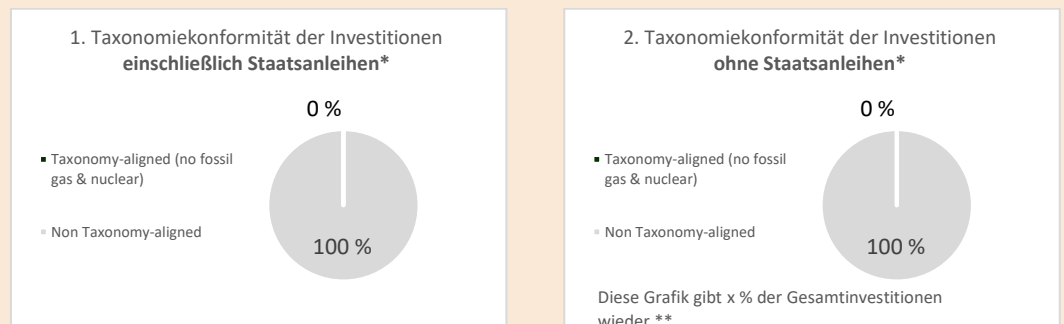 1. Taxonomiekonformität der Investitionen
einschließlich Staatsanleihen*
0 %
Taxonomy-aligned (no fossil
gas & nuclear)
Non Taxonomy-aligned
100 %
2. Taxonomiekonformität der Investitionen
ohne Staatsanleihen*
0 %
Taxonomy-aligned (no fossil
gas & nuclear)
Non Taxonomy-aligned
100 %
Diese Grafik gibt x % der Gesamtinvestitionen
wieder **